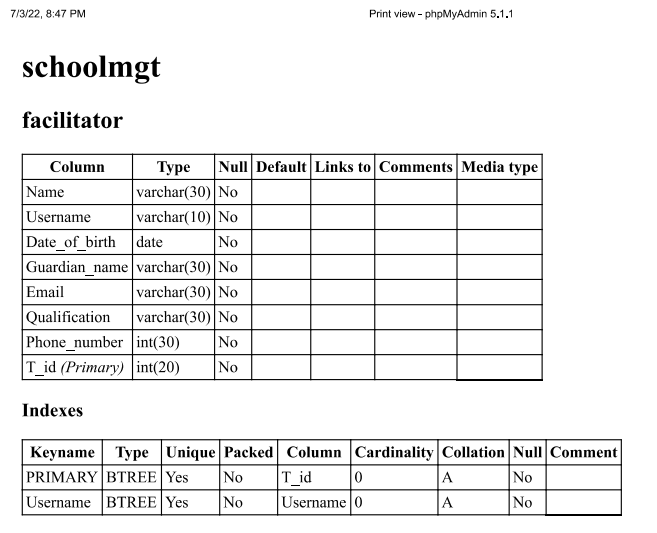 7/3/22, 8:47 PM Print view - phpMyAdmin 5.1.1
schoolmgt
facilitator
Column Type Null Default Links to Comments Media type
Name varchar(30) No
Username varchar(10) No
Date_of_birth date No
Guardian_name varchar(30) No
Email varchar(30) No
Qualification varchar(30) No
Phone_number int(30) No
T_id (Primary) int(20) No
Indexes
Keyname Type Unique Packed Column Cardinality Collation Null Comment
PRIMARY BTREE Yes No T_id 0 A No
Username BTREE Yes No Username 0 A No